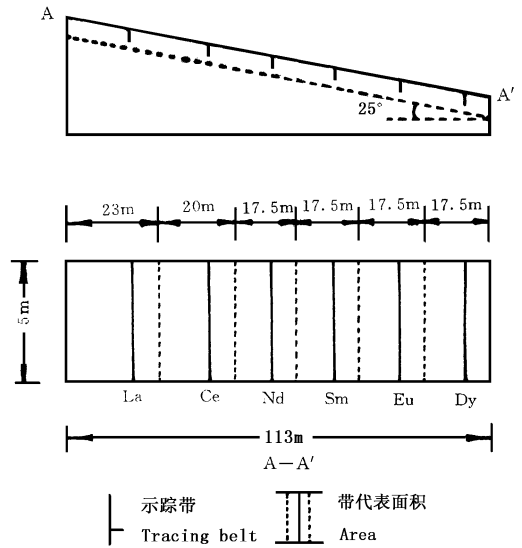 A
A′
25°
23m 20m 17.5m 17.5m 17.5m 17.5m
5m
La Ce Nd Sm Eu Dy
113m
A－A′
示踪带 带代表面积
Tracing belt Area